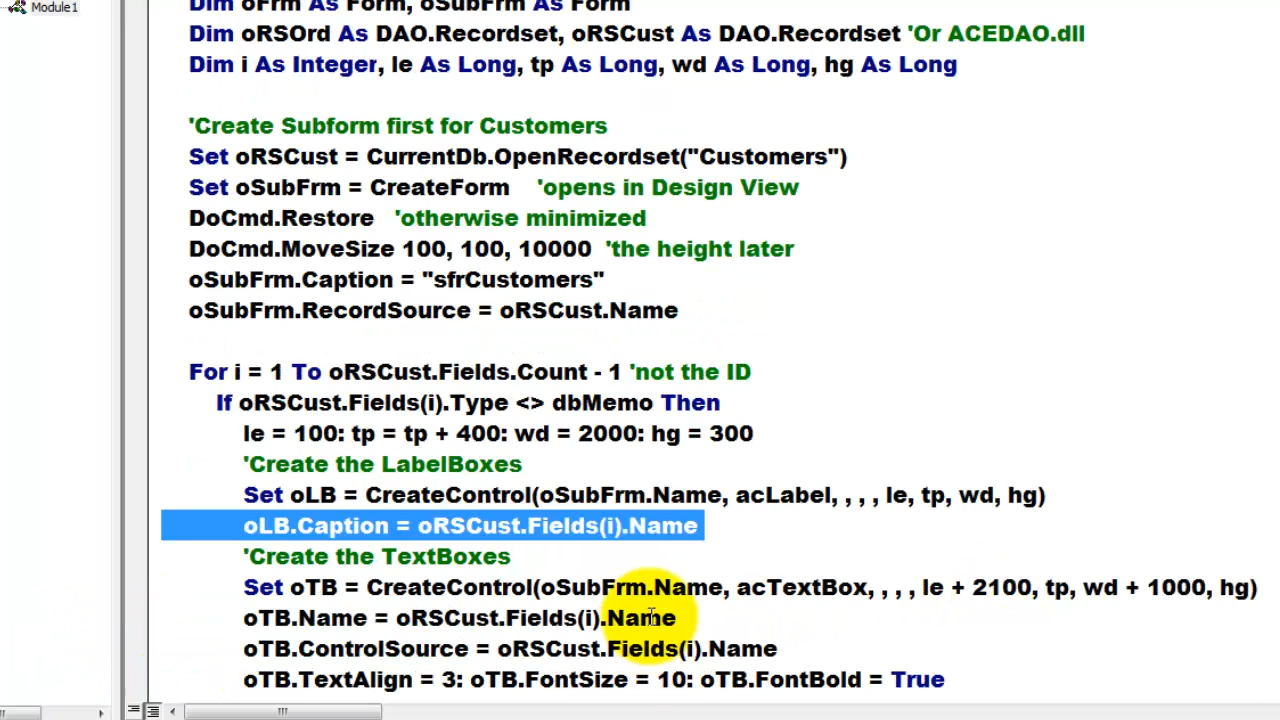 Module1
Dim oFrm As Form, oSubFrm As Form
Dim oRSOrd As DAO.Recordset, oRSCust As DAO.Recordset 'Or ACEDAO.dll
Dim i As Integer, le As Long, tp As Long, wd As Long, hg As Long
'Create Subform first for Customers
Set oRSCust = CurrentDb.OpenRecordset("Customers")
Set oSubFrm = CreateForm 'opens in Design View
DoCmd.Restore 'otherwise minimized
DoCmd.MoveSize 100, 100, 10000 'the height later
oSubFrm.Caption = "sfrCustomers"
oSubFrm.RecordSource = oRSCust.Name
For i = 1 To oRSCust.Fields.Count - 1 'not the ID
If oRSCust.Fields(i).Type <> dbMemo Then
le = 100: tp = tp + 400: wd = 2000: hg = 300
'Create the LabelBoxes
Set oLB = CreateControl(oSubFrm.Name, acLabel, , , , le, tp, wd, hg)
oLB.Caption = oRSCust.Fields(i).Name
'Create the TextBoxes
Set oTB = CreateControl(oSubFrm.Name, acTextBox, , , , le + 2100, tp, wd + 1000, hg)
oTB.Name = oRSCust.Fields(i).Name
oTB.ControlSource = oRSCust.Fields(i).Name
oTB.TextAlign = 3: oTB.FontSize = 10: oTB.FontBold = True